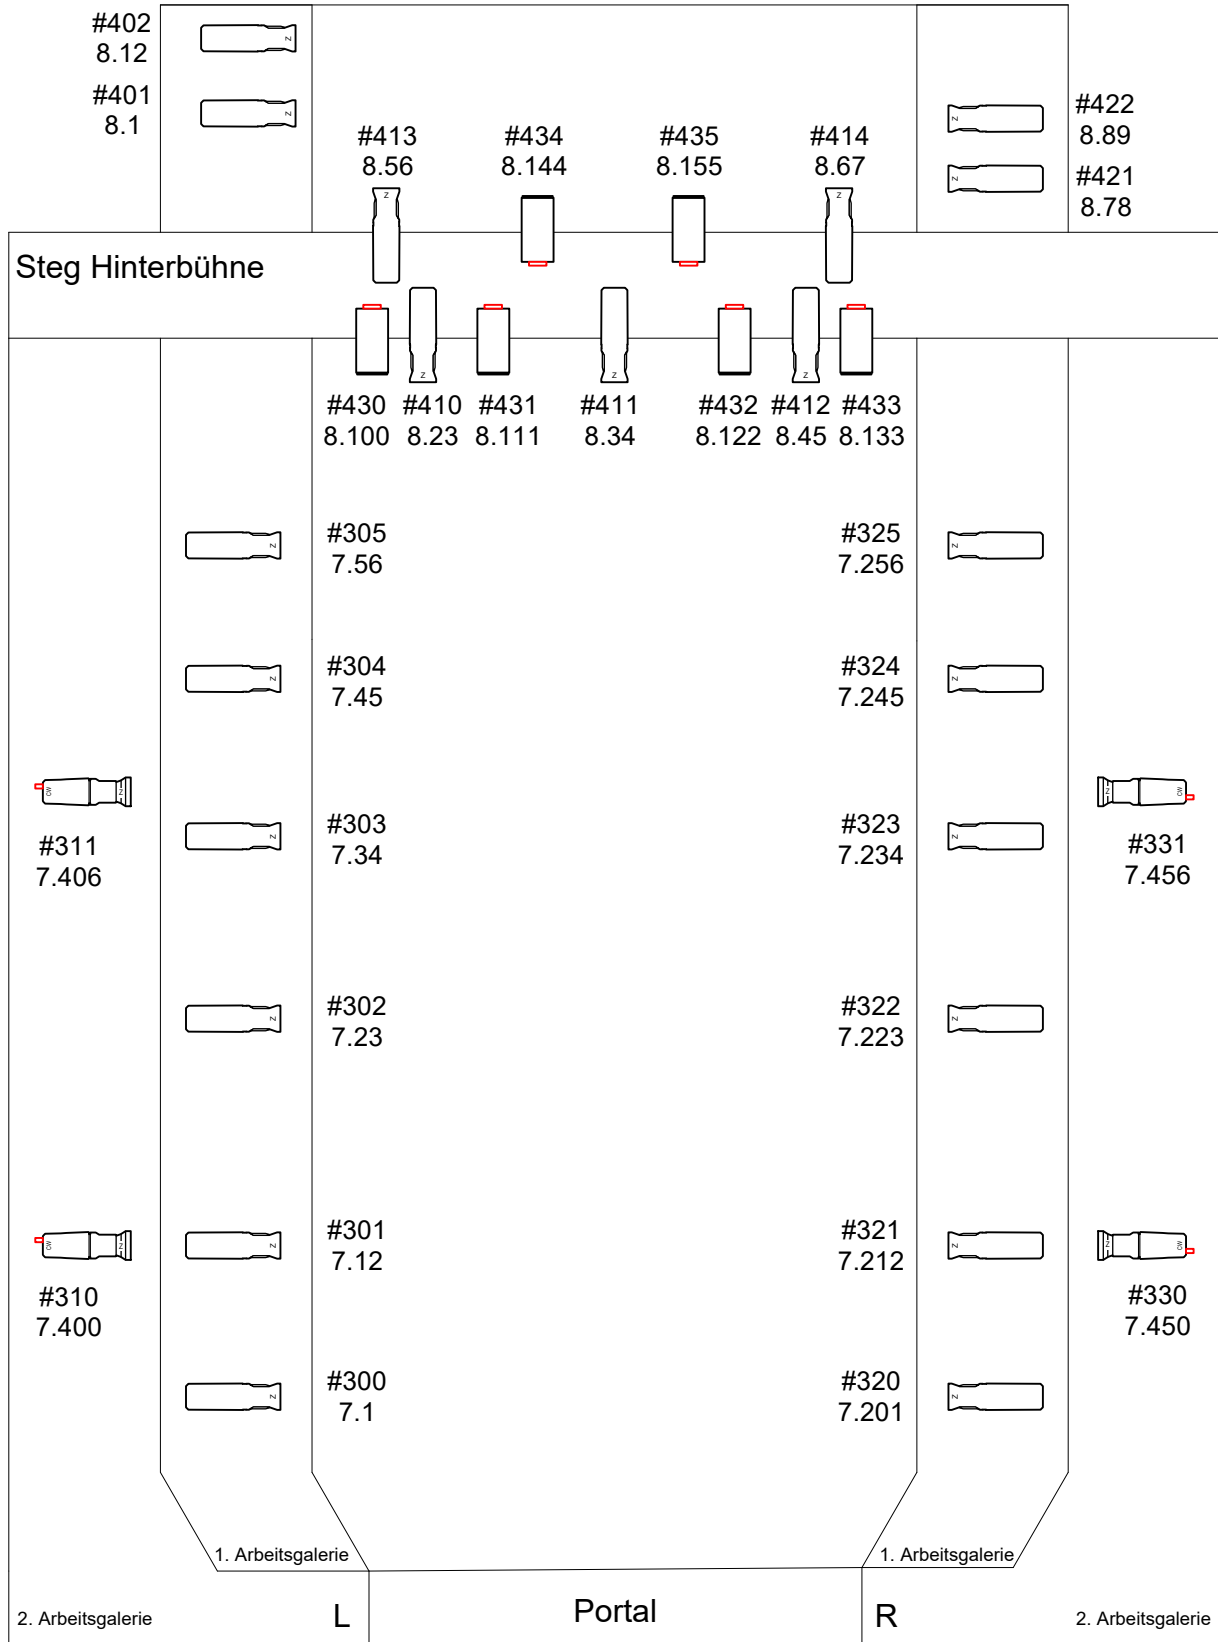 #402
8.12
#401
8.1
#413
8.56
#434
8.144
#435
8.155
#414
8.67
#422
8.89
#421
8.78
Z
Z
Z
Z
Z
Z
Steg Hinterbühne
Z
Z
Z
#430
8.100
#410
8.23
#431
8.111
#411
8.34
#432
8.122
#412
8.45
#433
8.133
Z
#305
7.56
#325
7.256
Z
Z
#304
7.45
#324
7.245
Z
CW
Z
Z
CW
#311
7.406
Z
#303
7.34
#323
7.234
Z
#331
7.456
Z
#302
7.23
#322
7.223
Z
CW
Z
Z
#301
7.12
#321
7.212
Z
Z
CW
#310
7.400
#330
7.450
Z
#300
7.1
#320
7.201
Z
1. Arbeitsgalerie
1. Arbeitsgalerie
2. Arbeitsgalerie
L
Portal
R
2. Arbeitsgalerie